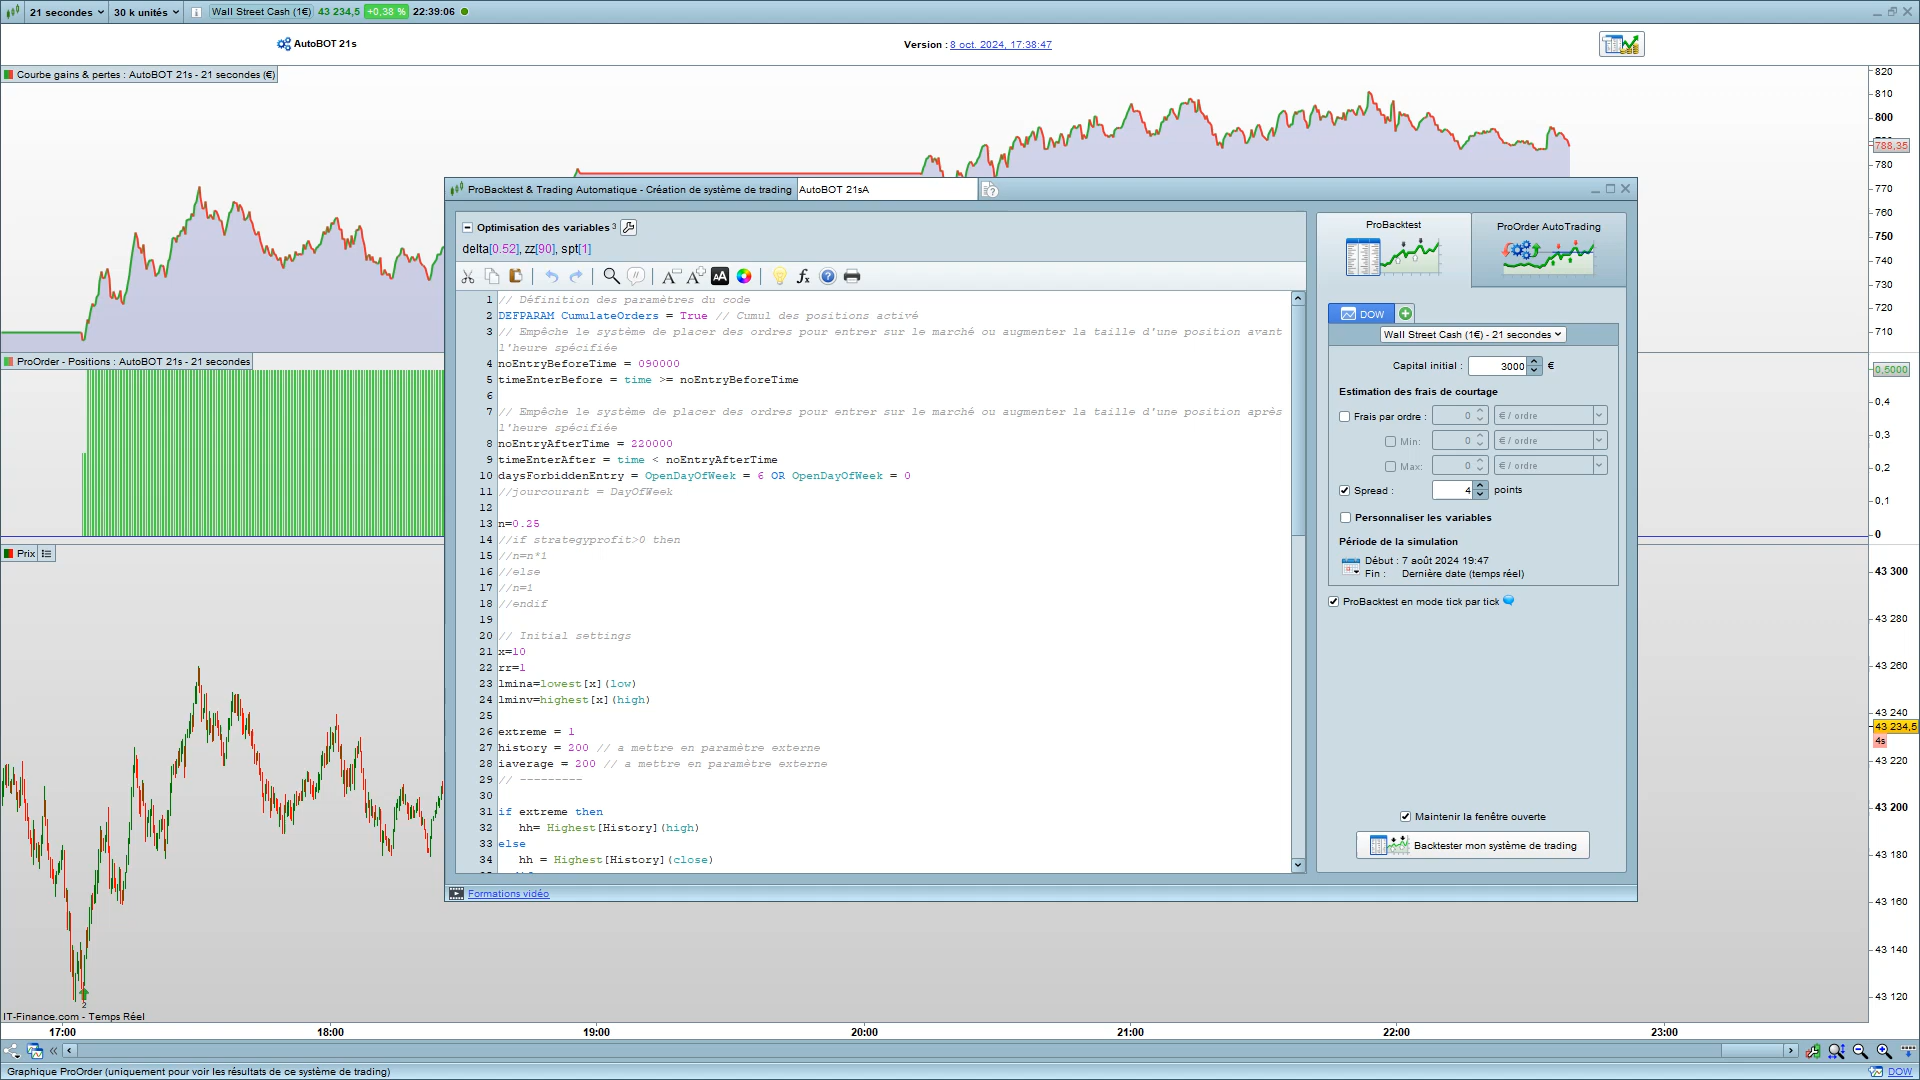 21 secondes
30 k unités
Wall Street Cash (1€) 43 234,5 +0,38 % 22:39:06
AutoBOT 21s
Version : 8 oct. 2024, 17:38:47
Courbe gains & pertes : AutoBOT 21s - 21 secondes (€)
820
810
800
788,35
780
770
760
750
740
730
720
710
ProOrder - Positions : AutoBOT 21s - 21 secondes
0,5000
0,4
0,3
0,2
0,1
0
Prix
43 300
43 280
43 260
43 240
43 234,5
4s
43 220
43 200
43 180
43 160
43 140
43 120
2
IT-Finance.com - Temps Réel
17:00 18:00 19:00 20:00 21:00 22:00 23:00
Graphique ProOrder (uniquement pour voir les résultats de ce système de trading)
DOW
ProBacktest & Trading Automatique - Création de système de trading AutoBOT 21sA
Optimisation des variables 3
delta[0.52], zz[90], spt[1]
1 // Définition des paramètres du code
2 DEFPARAM CumulateOrders = True // Cumul des positions activé
3 // Empêche le système de placer des ordres pour entrer sur le marché ou augmenter la taille d'une position avant
l'heure spécifiée
4 noEntryBeforeTime = 090000
5 timeEnterBefore = time >= noEntryBeforeTime
6
7 // Empêche le système de placer des ordres pour entrer sur le marché ou augmenter la taille d'une position après
l'heure spécifiée
8 noEntryAfterTime = 220000
9 timeEnterAfter = time < noEntryAfterTime
10 daysForbiddenEntry = OpenDayOfWeek = 6 OR OpenDayOfWeek = 0
11 //jourcourant = DayOfWeek
12
13 n=0.25
14 //if strategyprofit>0 then
15 //n=n*1
16 //else
17 //n=1
18 //endif
19
20 // Initial settings
21 x=10
22 rr=1
23 lmina=lowest[x](low)
24 lminv=highest[x](high)
25
26 extreme = 1
27 history = 200 // a mettre en paramètre externe
28 iaverage = 200 // a mettre en paramètre externe
29 // ---------
30
31 if extreme then
32 hh= Highest[History](high)
33 else
34 hh = Highest[History](close)
Formations vidéo
ProBacktest
ProOrder AutoTrading
DOW
Wall Street Cash (1€) - 21 secondes
Capital initial : 3000 €
Estimation des frais de courtage
Frais par ordre : 0 € / ordre
Min: 0 € / ordre
Max: 0 € / ordre
Spread : 4 points
Personnaliser les variables
Période de la simulation
Début : 7 août 2024 19:47
Fin : Dernière date (temps réel)
ProBacktest en mode tick par tick
Maintenir la fenêtre ouverte
Backtester mon système de trading